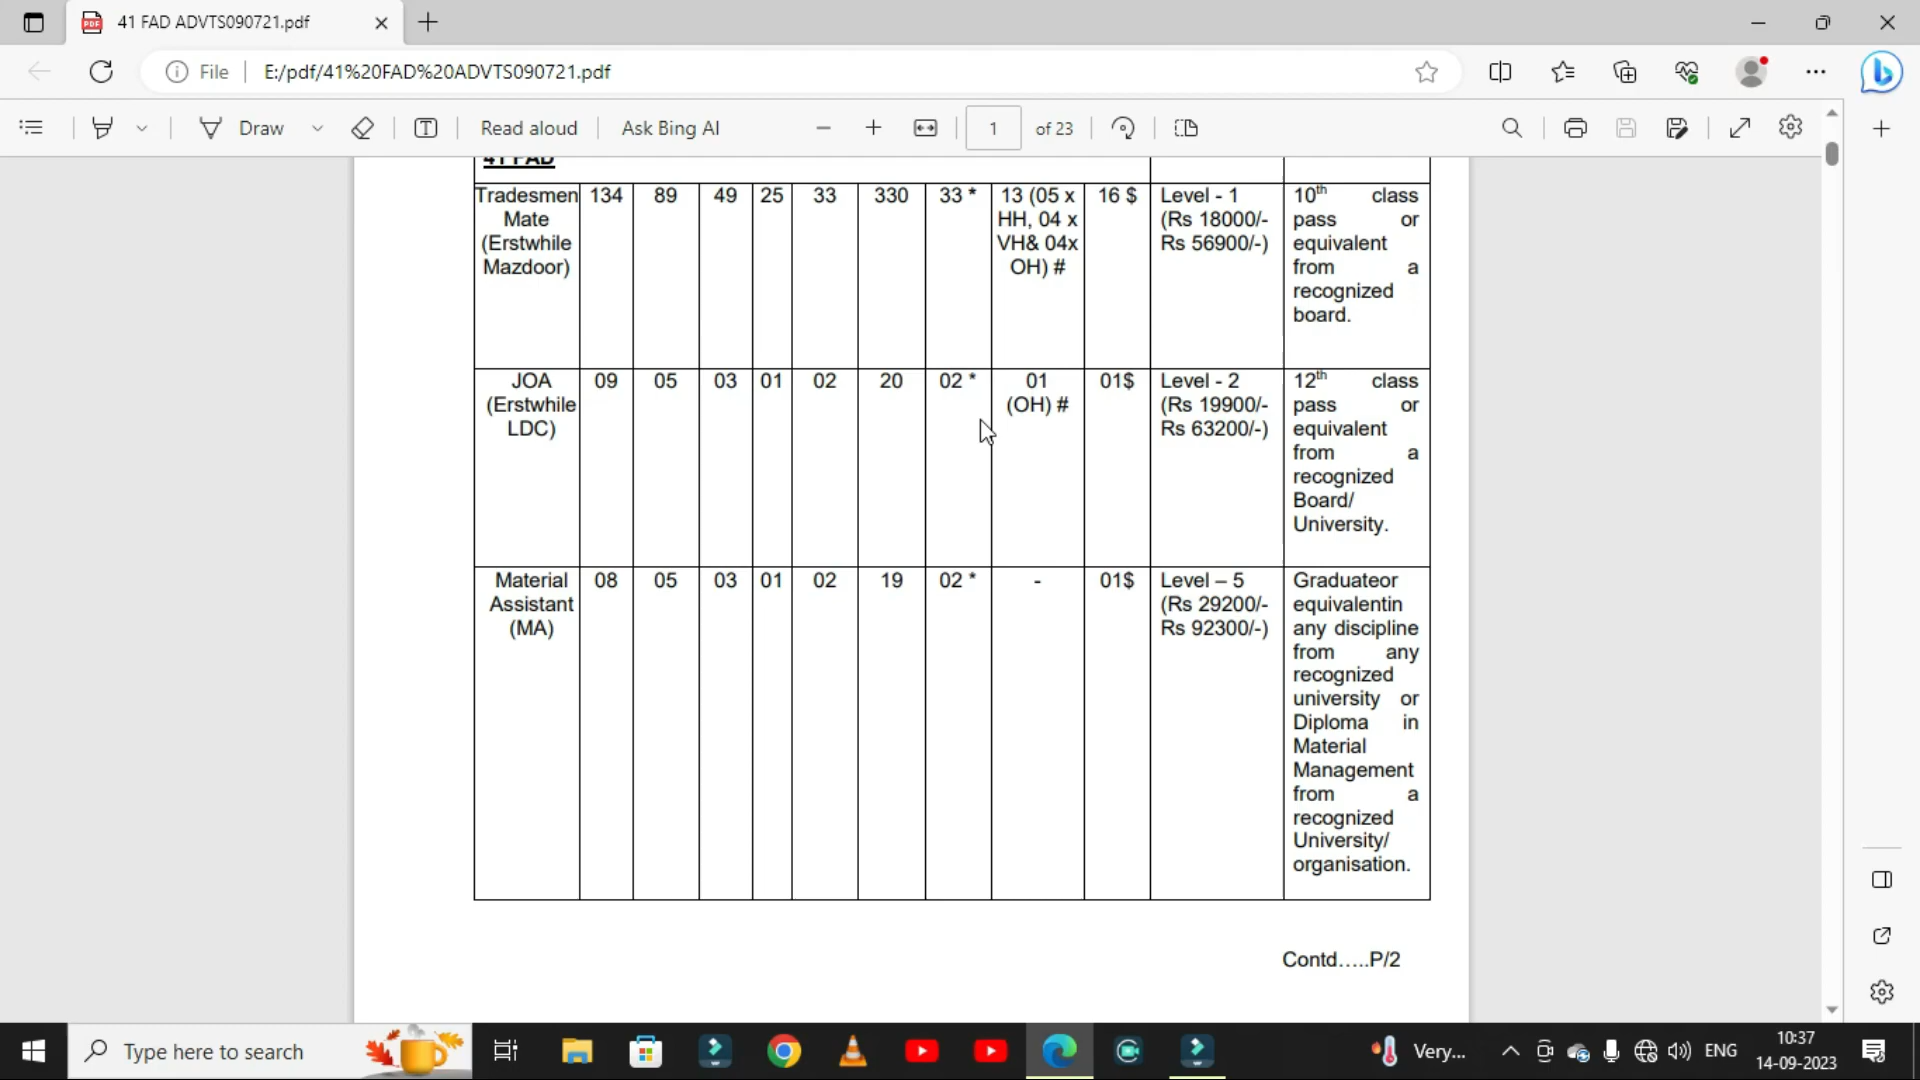 41 FAD ADVTS090721.pdf
File
E:/pdf/41%20FAD%20ADVTS090721.pdf
Draw
Read aloud
Ask Bing AI
1
of 23
41 FAD
Tradesmen 134 89 49 25 33 330 33 * 13 (05 x 16 $ Level - 1 10th class
Mate HH, 04 x (Rs 18000/- pass or
(Erstwhile VH& 04x Rs 56900/-) equivalent
Mazdoor) OH) # from a
recognized
board.
JOA 09 05 03 01 02 20 02 * 01 01$ Level - 2 12th class
(Erstwhile (OH) # (Rs 19900/- pass or
LDC) Rs 63200/-) equivalent
from a
recognized
Board/
University.
Material 08 05 03 01 02 19 02 * - 01$ Level – 5 Graduateor
Assistant (Rs 29200/- equivalentin
(MA) Rs 92300/-) any discipline
from any
recognized
university or
Diploma in
Material
Management
from a
recognized
University/
organisation.
Contd…..P/2
Type here to search
Very...
ENG
10:37
14-09-2023